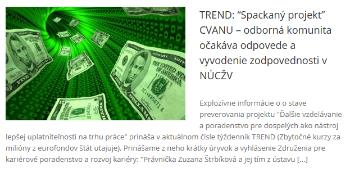 TREND: “Spackaný projekt”
CVANU – odborná komunita
očakáva odpovede a
vyvodenie zodpovednosti v
NÚCŽV
Explozívne informácie o o stave
preverovania projektu "Ďalšie vzdelávanie
a poradenstvo pre dospelých ako nástroj
lepšej uplatniteľnosti na trhu práce" prináša v aktuálnom čísle týždenník TREND (Zbytočné kurzy za
milióny z eurofondov štát utajuje). Prinášame z neho krátky úryvok a vyhlásenie Združenia pre
kariérové poradenstvo a rozvoj kariéry: "Právnička Zuzana Štrbíková a jej tím z ústavu [...]